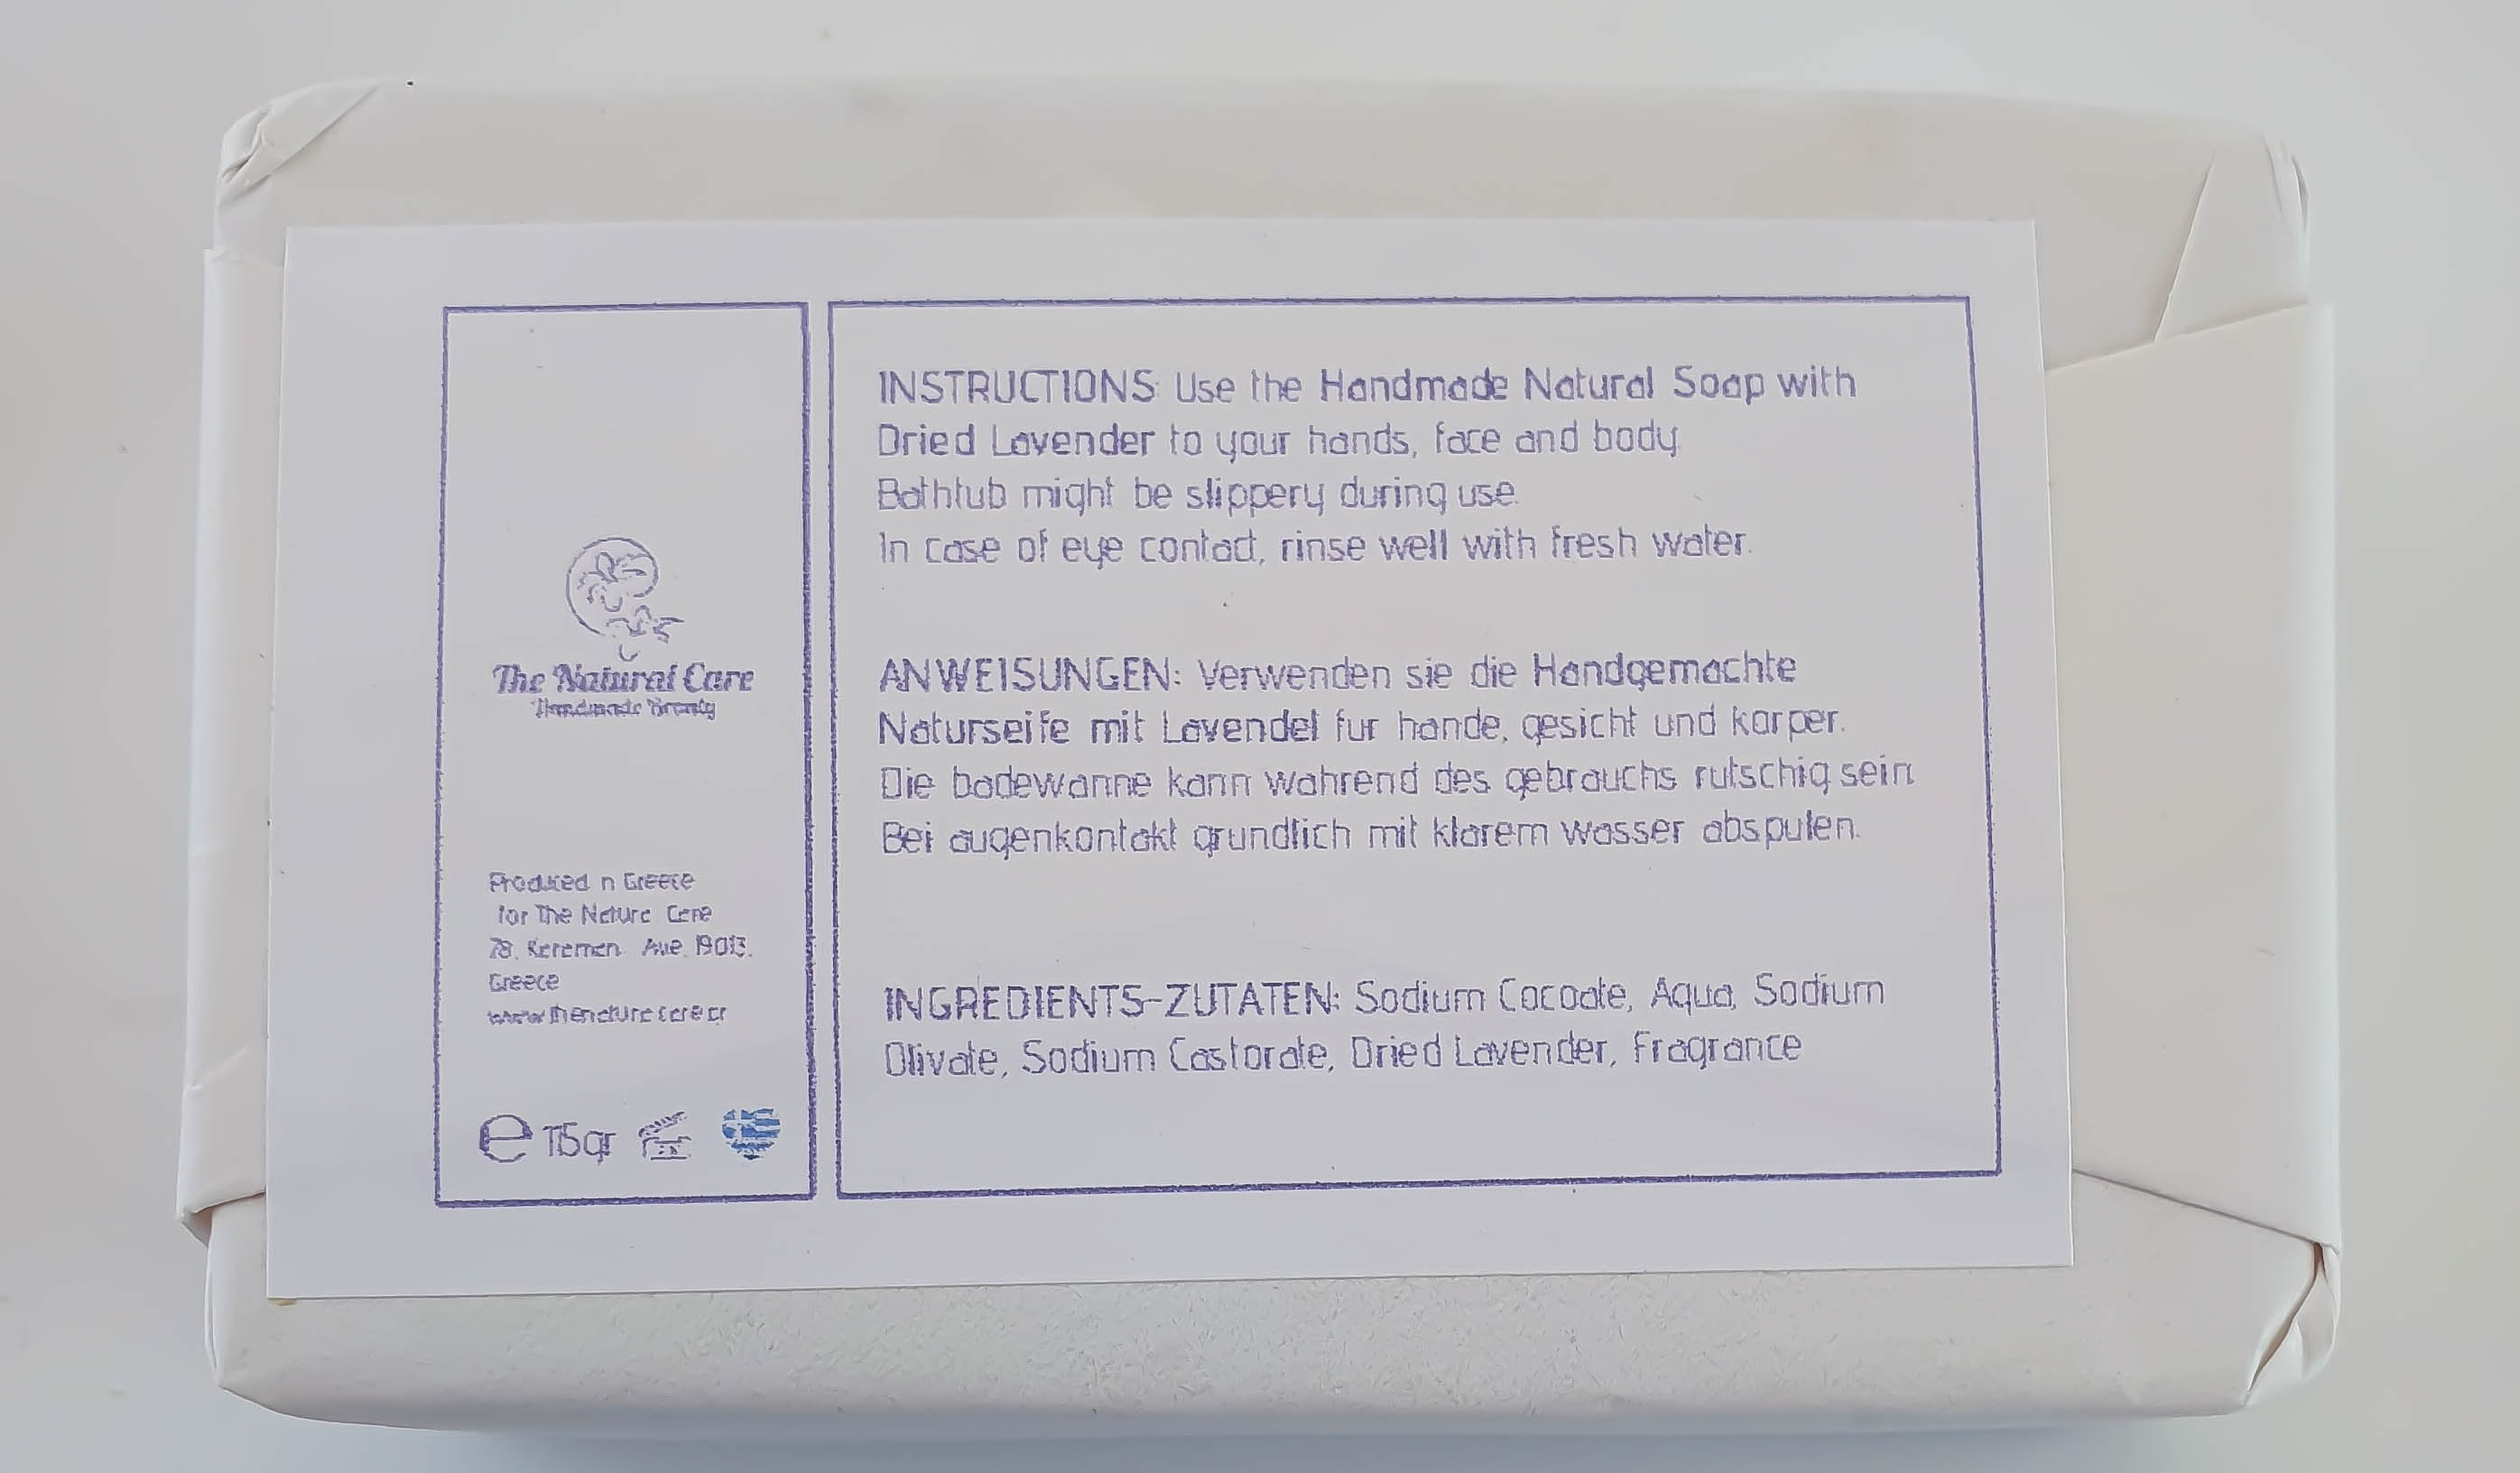 The Natural Care
Produced in Greece
for The Nature Care
Ave. 19013,
Greece
e
INSTRUCTIONS: Use the Handmade Natural Soap with
Dried Lavender to your hands, face and body.
Bathtub might be slippery during use.
In case of eye contact, rinse well with fresh water.
ANWEISUNGEN: Verwenden sie die Handgemachte
Naturseife mit Lavendel fur hande, gesicht und karper.
Die badewanne kann wahrend des gebrauchs rutschig sein.
Bei augenkontakt grundlich mit klarem wasser abspulen.
INGREDIENTS-ZUTATEN: Sodium Cocoate, Aqua, Sodium
Olivate, Sodium Castorate, Dried Lavender, Fragrance